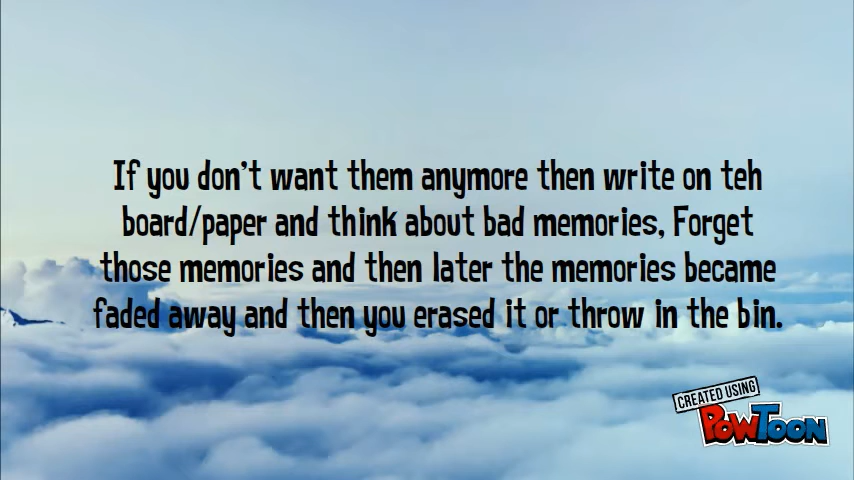 If you don't want them anymore then write on teh
board/paper and think about bad memories, Forget
those memories and then later the memories became
faded away and then you erased it or throw in the bin.
CREATED USING
POWTOON